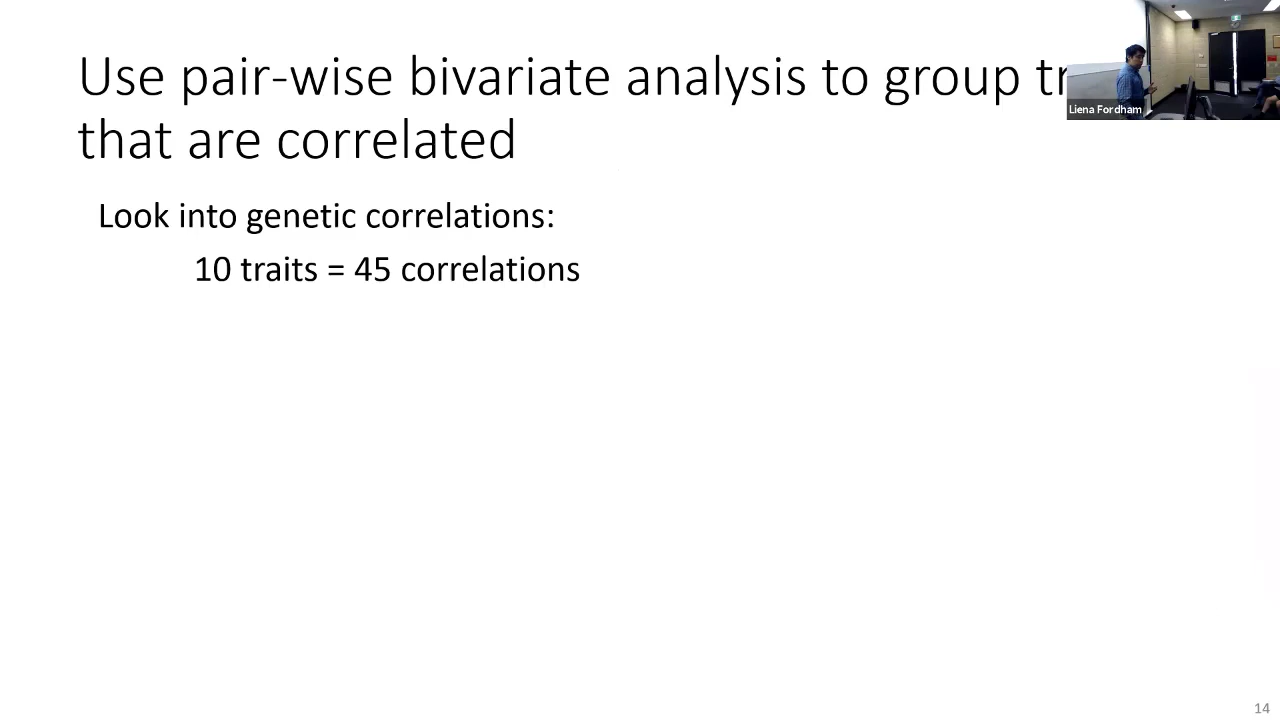 Use pair-wise bivariate analysis to group
that are correlated
Liena Fordham
Look into genetic correlations:
10 traits = 45 correlations
14